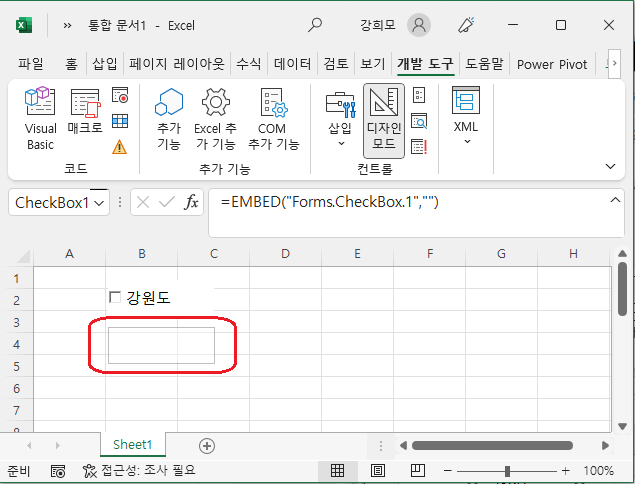 통합 문서1 - Excel
강희모
파일 홈 삽입 페이지 레이아웃 수식 데이터 검토 보기 개발 도구 도움말 Power Pivot
Visual Basic
매크로
추가 기능
Excel 추가 기능
COM 추가 기능
삽입
디자인 모드
XML
코드
추가 기능
컨트롤
CheckBox1
fx
=EMBED("Forms.CheckBox.1","")
A B C D E F G H
1
2
강원도
3
4
5
6
7
8
Sheet1
준비
접근성: 조사 필요
100%